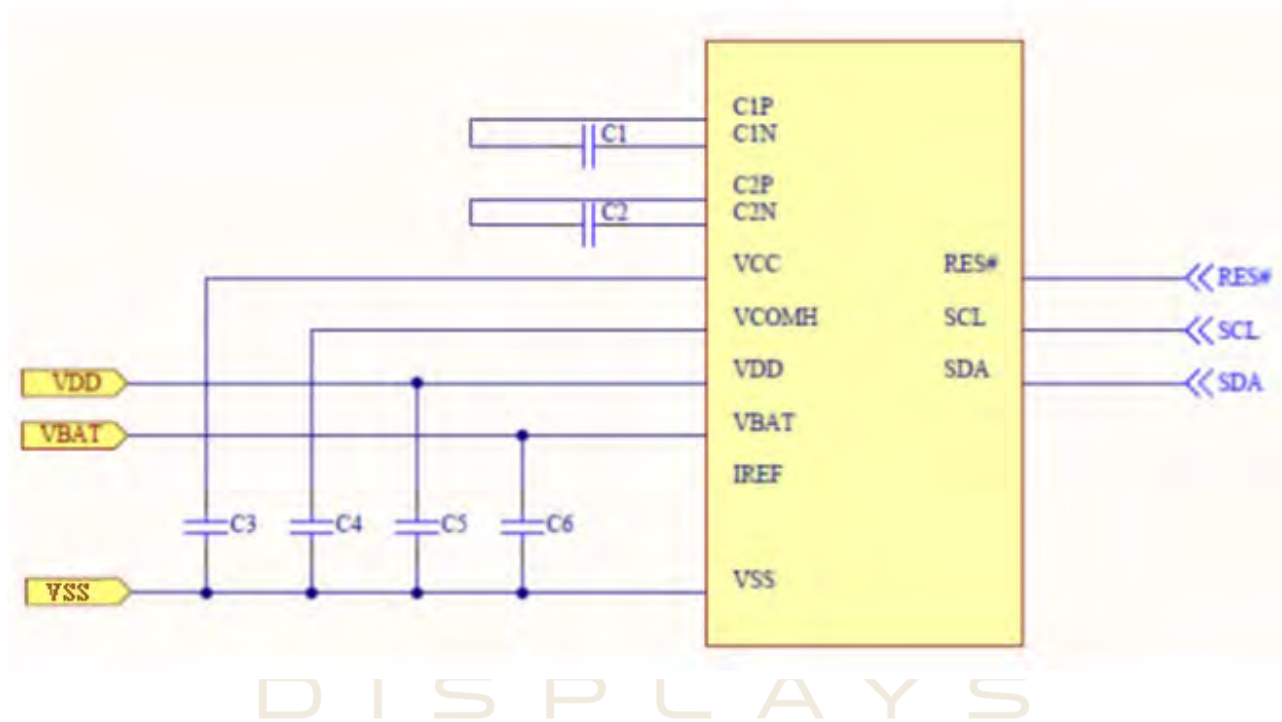 C1P
C1 C1N
C2P
C2 C2N
VCC RES# RES#
VCOMH SCL SCL
VDD VDD SDA SDA
VBAT VBAT
IREF
C3 C4 C5 C6
VSS VSS
DISPLAYS